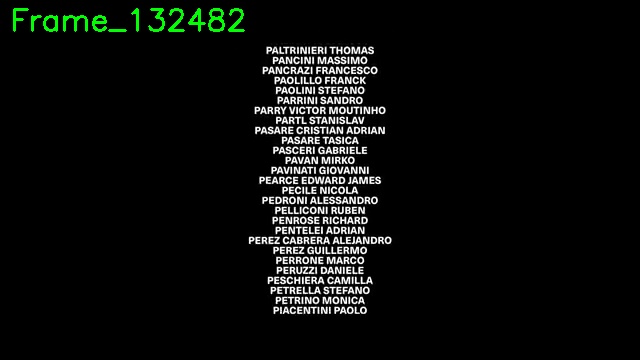 Frame_132482
PALTRINIERI THOMAS
PANCINI MASSIMO
PANCRAZI FRANCESCO
PAOLILLO FRANCK
PAOLINI STEFANO
PARRINI SANDRO
PARRY VICTOR MOUTINHO
PARTL STANISLAV
PASARE CRISTIAN ADRIAN
PASARE TASICA
PASCERI GABRIELE
PAVAN MIRKO
PAVINATI GIOVANNI
PEARCE EDWARD JAMES
PECILE NICOLA
PEDRONI ALESSANDRO
PELLICONI RUBEN
PENROSE RICHARD
PENTELEI ADRIAN
PEREZ CABRERA ALEJANDRO
PEREZ GUILLERMO
PERRONE MARCO
PERUZZI DANIELE
PESCHIERA CAMILLA
PETRELLA STEFANO
PETRINO MONICA
PIACENTINI PAOLO